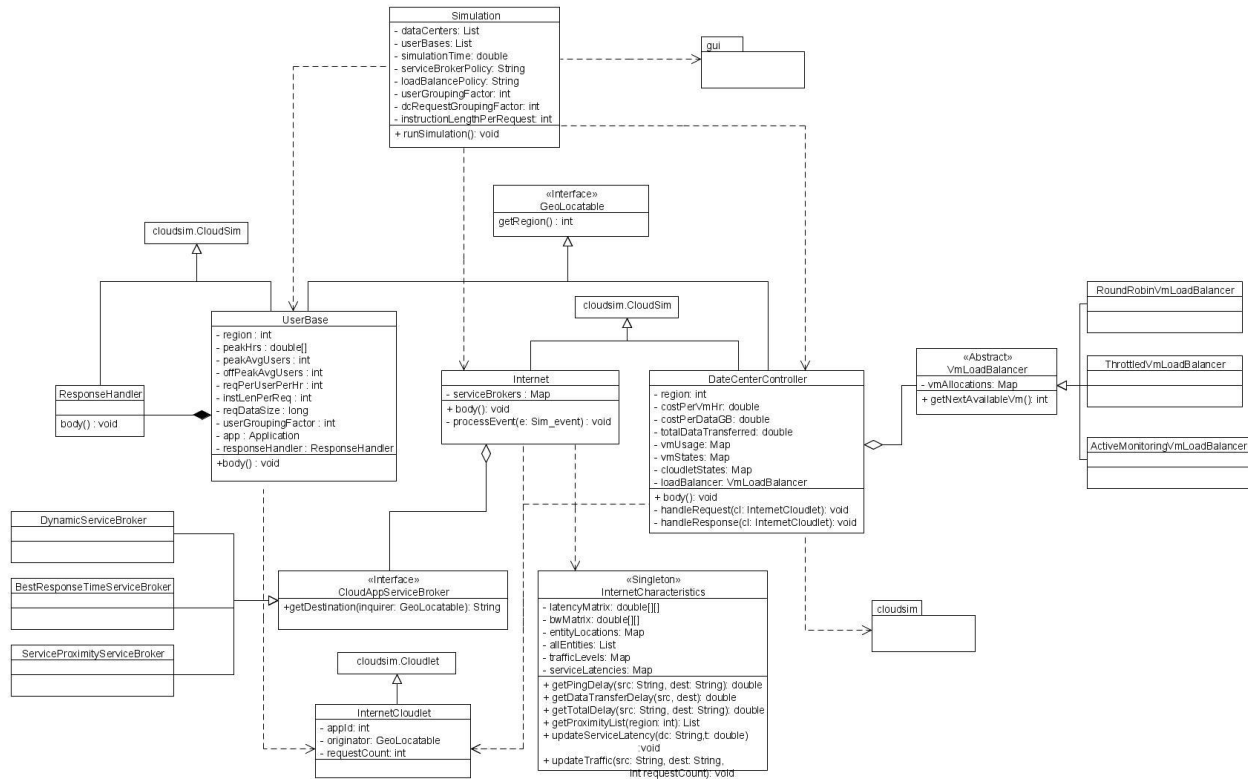 Simulation
- dataCenters: List
- userBases: List
- simulationTime: double
- serviceBrokerPolicy: String
- loadBalancePolicy: String
- userGroupingFactor: int
- dcRequestGroupingFactor: int
- instructionLengthPerRequest: int
+ runSimulation(): void
gui
«Interface»
GeoLocatable
getRegion() : int
cloudsim.CloudSim
cloudsim.CloudSim
UserBase
- region : int
- peakHrs : double[]
- peakAvgUsers : int
- offPeakAvgUsers : int
- reqPerUserPerHr : int
- instLenPerReq : int
- reqDataSize : long
- userGroupingFactor : int
- app : Application
- responseHandler : ResponseHandler
+body() : void
ResponseHandler
body() : void
Internet
- serviceBrokers : Map
+ body(): void
- processEvent(e: Sim_event) : void
DateCenterController
- region: int
- costPerVmHr: double
- costPerDataGB: double
- totalDataTransferred: double
- vmUsage: Map
- vmStates: Map
- cloudletStates: Map
- loadBalancer: VmLoadBalancer
+ body(): void
- handleRequest(cl: InternetCloudlet): void
- handleResponse(cl: InternetCloudlet): void
«Abstract»
VmLoadBalancer
- vmAllocations: Map
+ getNextAvailableVm(): int
RoundRobinVmLoadBalancer
ThrottledVmLoadBalancer
ActiveMonitoringVmLoadBalancer
DynamicServiceBroker
BestResponseTimeServiceBroker
ServiceProximityServiceBroker
«Interface»
CloudAppServiceBroker
+getDestination(inquirer: GeoLocatable): String
«Singleton»
InternetCharacteristics
- latencyMatrix: double[][]
- bwMatrix: double[][]
- entityLocations: Map
- allEntities: List
- trafficLevels: Map
- serviceLatencies: Map
+ getPingDelay(src: String, dest: String): double
+ getDataTransferDelay(src, dest): double
+ getTotalDelay(src: String, dest: String): double
+ getProximityList(region: int): List
+ updateServiceLatency(dc: String,t: double)
:void
+ updateTraffic(src: String, dest: String,
int requestCount): void
cloudsim
cloudsim.Cloudlet
InternetCloudlet
- appId: int
- originator: GeoLocatable
- requestCount: int